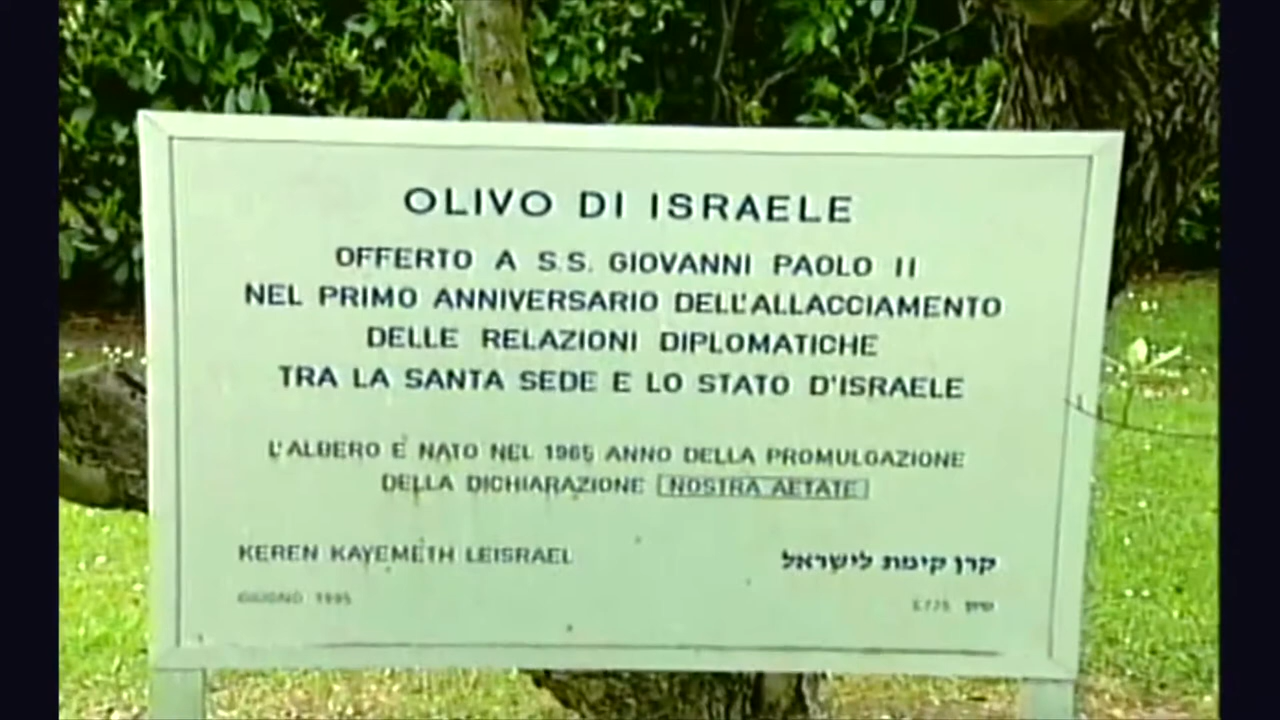 OLIVO DI ISRAELE
OFFERTO A S.S. GIOVANNI PAOLO II
NEL PRIMO ANNIVERSARIO DELL'ALLACCIAMENTO
DELLE RELAZIONI DIPLOMATICHE
TRA LA SANTA SEDE E LO STATO D'ISRAELE
L'ALBERO E' NATO NEL 1965 ANNO DELLA PROMULGAZIONE
DELLA DICHIARAZIONE NOSTRA AETATE
KEREN KAYEMETH LEISRAEL קרן קימת לישראל
GIUGNO 1995